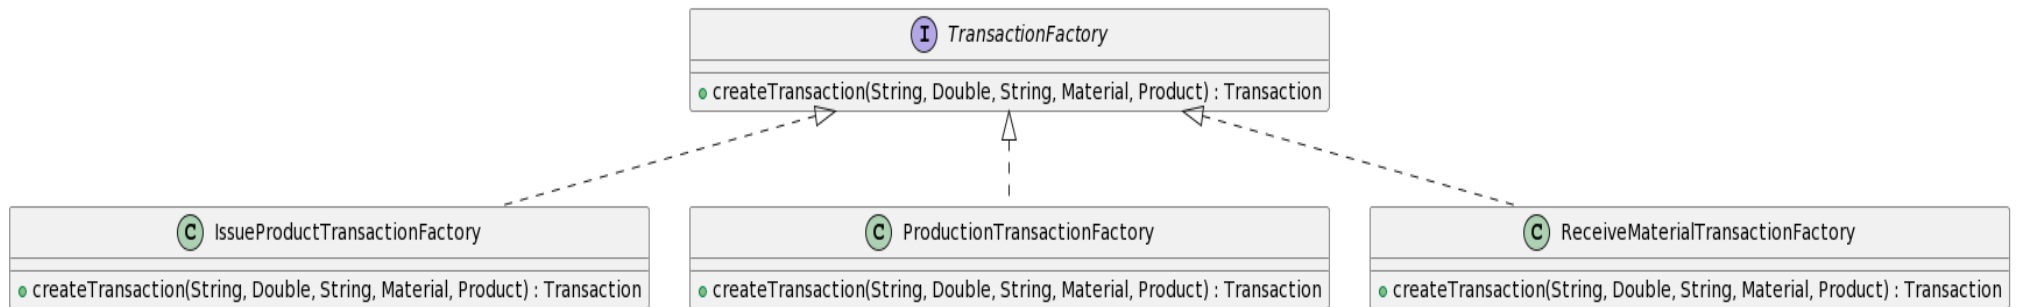 I TransactionFactory
createTransaction(String, Double, String, Material, Product) : Transaction
C IssueProductTransactionFactory
createTransaction(String, Double, String, Material, Product) : Transaction
C ProductionTransactionFactory
createTransaction(String, Double, String, Material, Product) : Transaction
C ReceiveMaterialTransactionFactory
createTransaction(String, Double, String, Material, Product) : Transaction